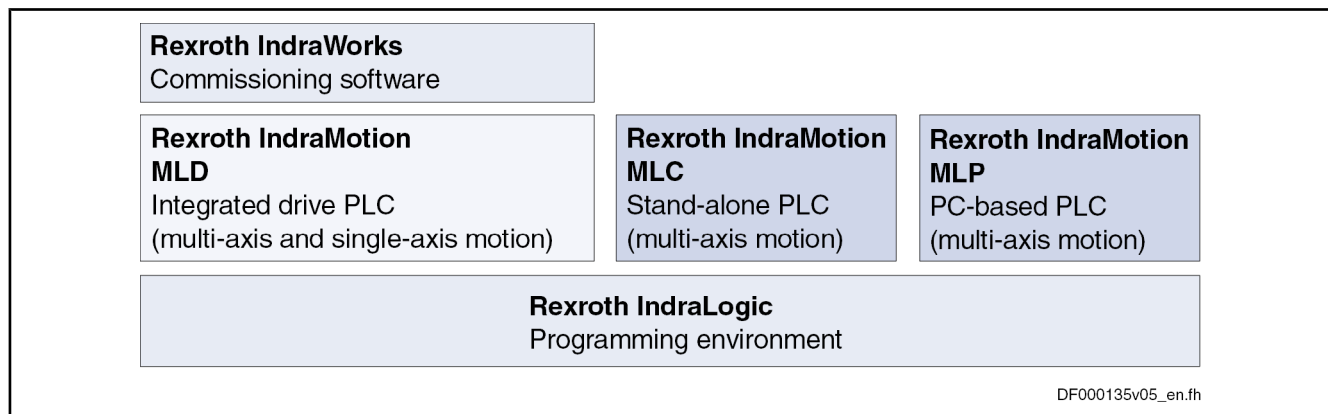 Rexroth IndraWorks
Commissioning software
Rexroth IndraMotion
MLD
Integrated drive PLC
(multi-axis and single-axis motion)
Rexroth IndraMotion
MLC
Stand-alone PLC
(multi-axis motion)
Rexroth IndraMotion
MLP
PC-based PLC
(multi-axis motion)
Rexroth IndraLogic
Programming environment
DF000135v05_en.fh